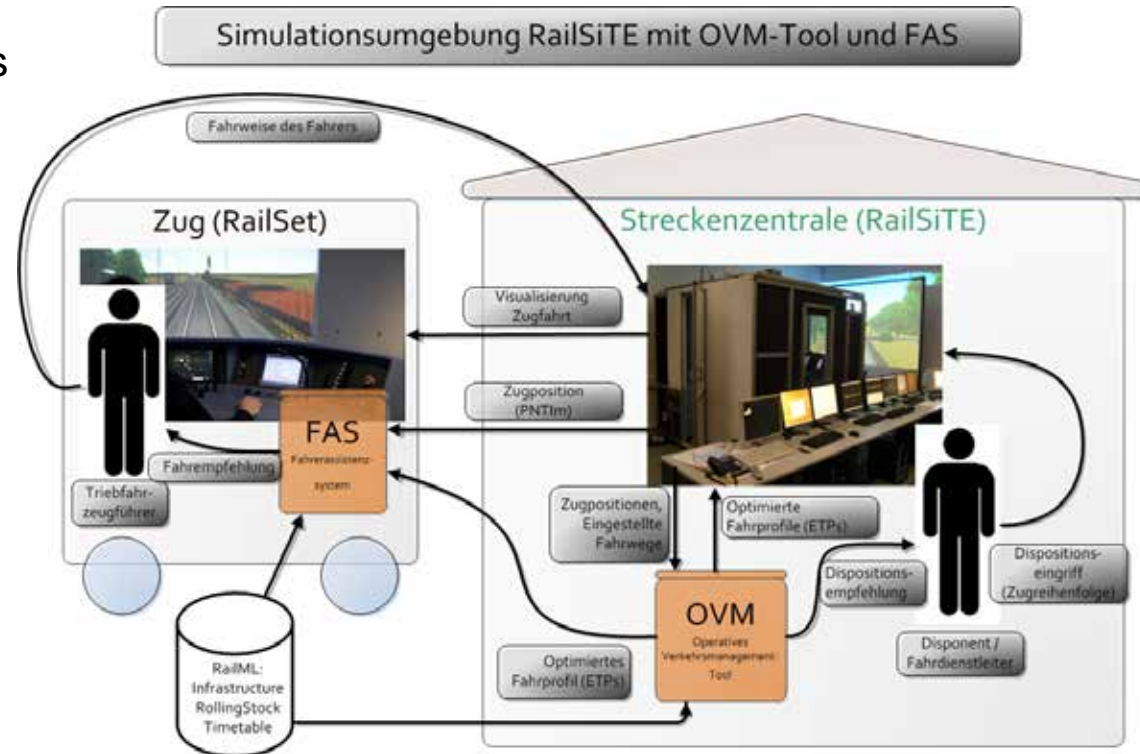 s
Simulationsumgebung RailSiTE mit OVM-Tool und FAS
Fahrweise des Fahrers
Zug (RailSet)
Streckenzentrale (RailSiTE)
Visualisierung
Zugfahrt
Zugposition
(PNTIm)
FAS
Fahrerassistenz-
system
Fahrempfehlung
Triebfahr-
zeugführer
Zugpositionen,
Eingestellte
Fahrwege
Optimierte
Fahrprofile (ETPs)
Dispositions-
empfehlung
Dispositions-
eingriff
(Zugreihenfolge)
OVM
Operatives
Verkehrsmanagement-
Tool
Disponent /
Fahrdienstleiter
Optimiertes
Fahrprofil (ETPs)
RailML:
Infrastructure
RollingStock
Timetable